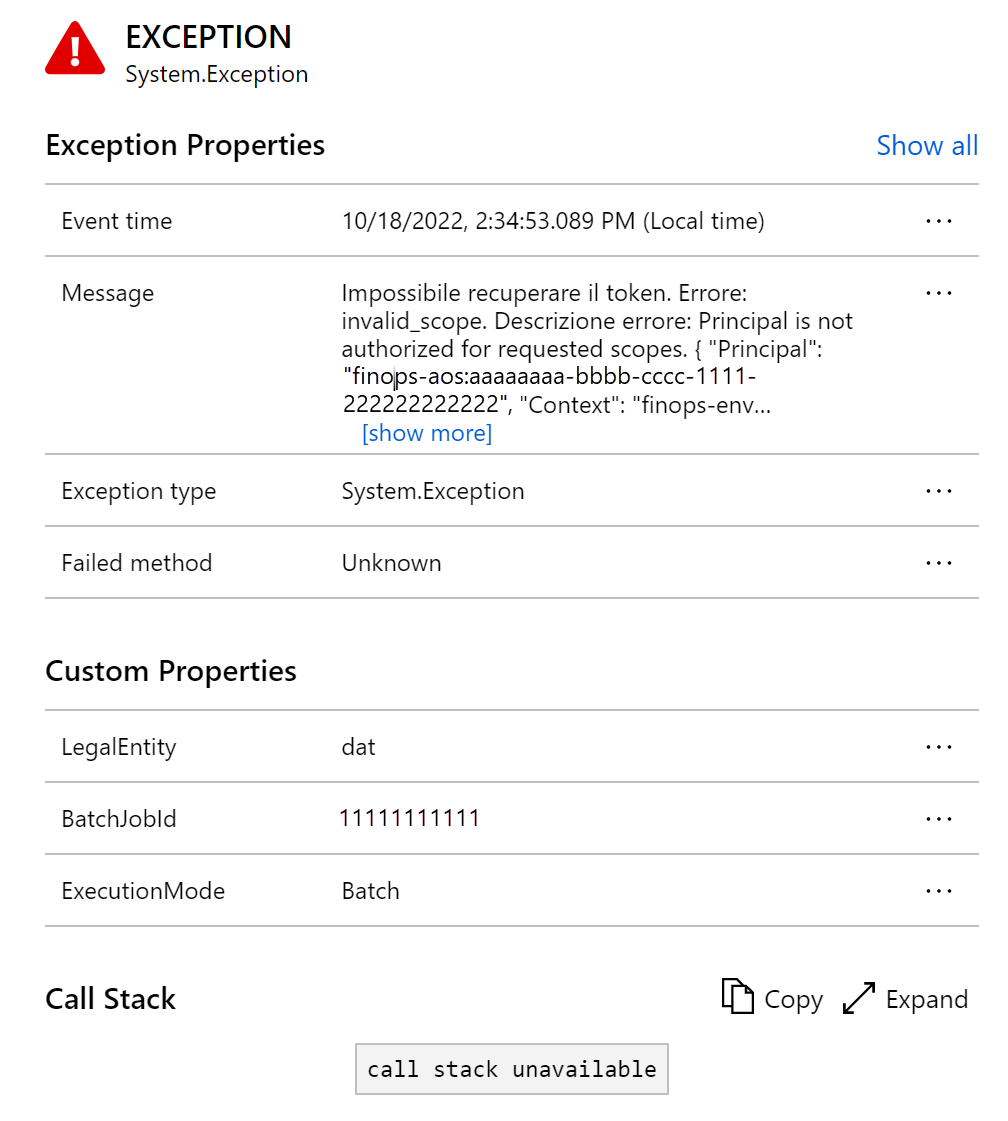 EXCEPTION
System.Exception
Exception Properties Show all
Event time 10/18/2022, 2:34:53.089 PM (Local time) ...
Message Impossibile recuperare il token. Errore: ...
invalid_scope. Descrizione errore: Principal is not
authorized for requested scopes. { "Principal":
"finops-aos:aaaaaaaa-bbbb-cccc-1111-
222222222222", "Context": "finops-env...
[show more]
Exception type System.Exception ...
Failed method Unknown ...
Custom Properties
LegalEntity dat ...
BatchJobId 11111111111 ...
ExecutionMode Batch ...
Call Stack Copy Expand
call stack unavailable